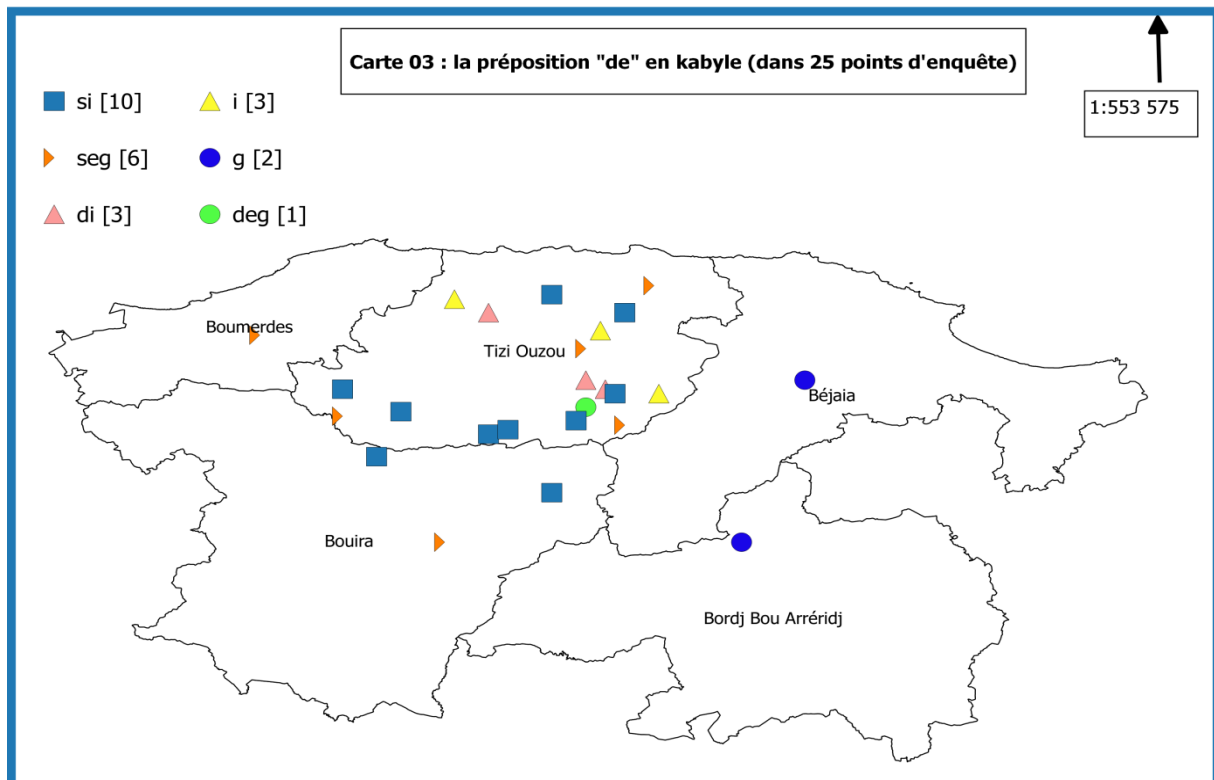 Carte 03 : la préposition "de" en kabyle (dans 25 points d'enquête)
1:553 575
si [10]
i [3]
seg [6]
g [2]
di [3]
deg [1]
Boumerdes
Tizi Ouzou
Béjaia
Bouira
Bordj Bou Arréridj